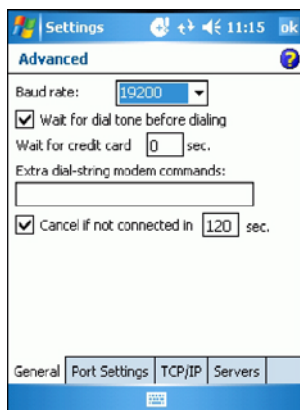 Settings 11:15 ok
Advanced
Baud rate: 19200
Wait for dial tone before dialing
Wait for credit card 0 sec.
Extra dial-string modem commands:
Cancel if not connected in 120 sec.
General Port Settings TCP/IP Servers